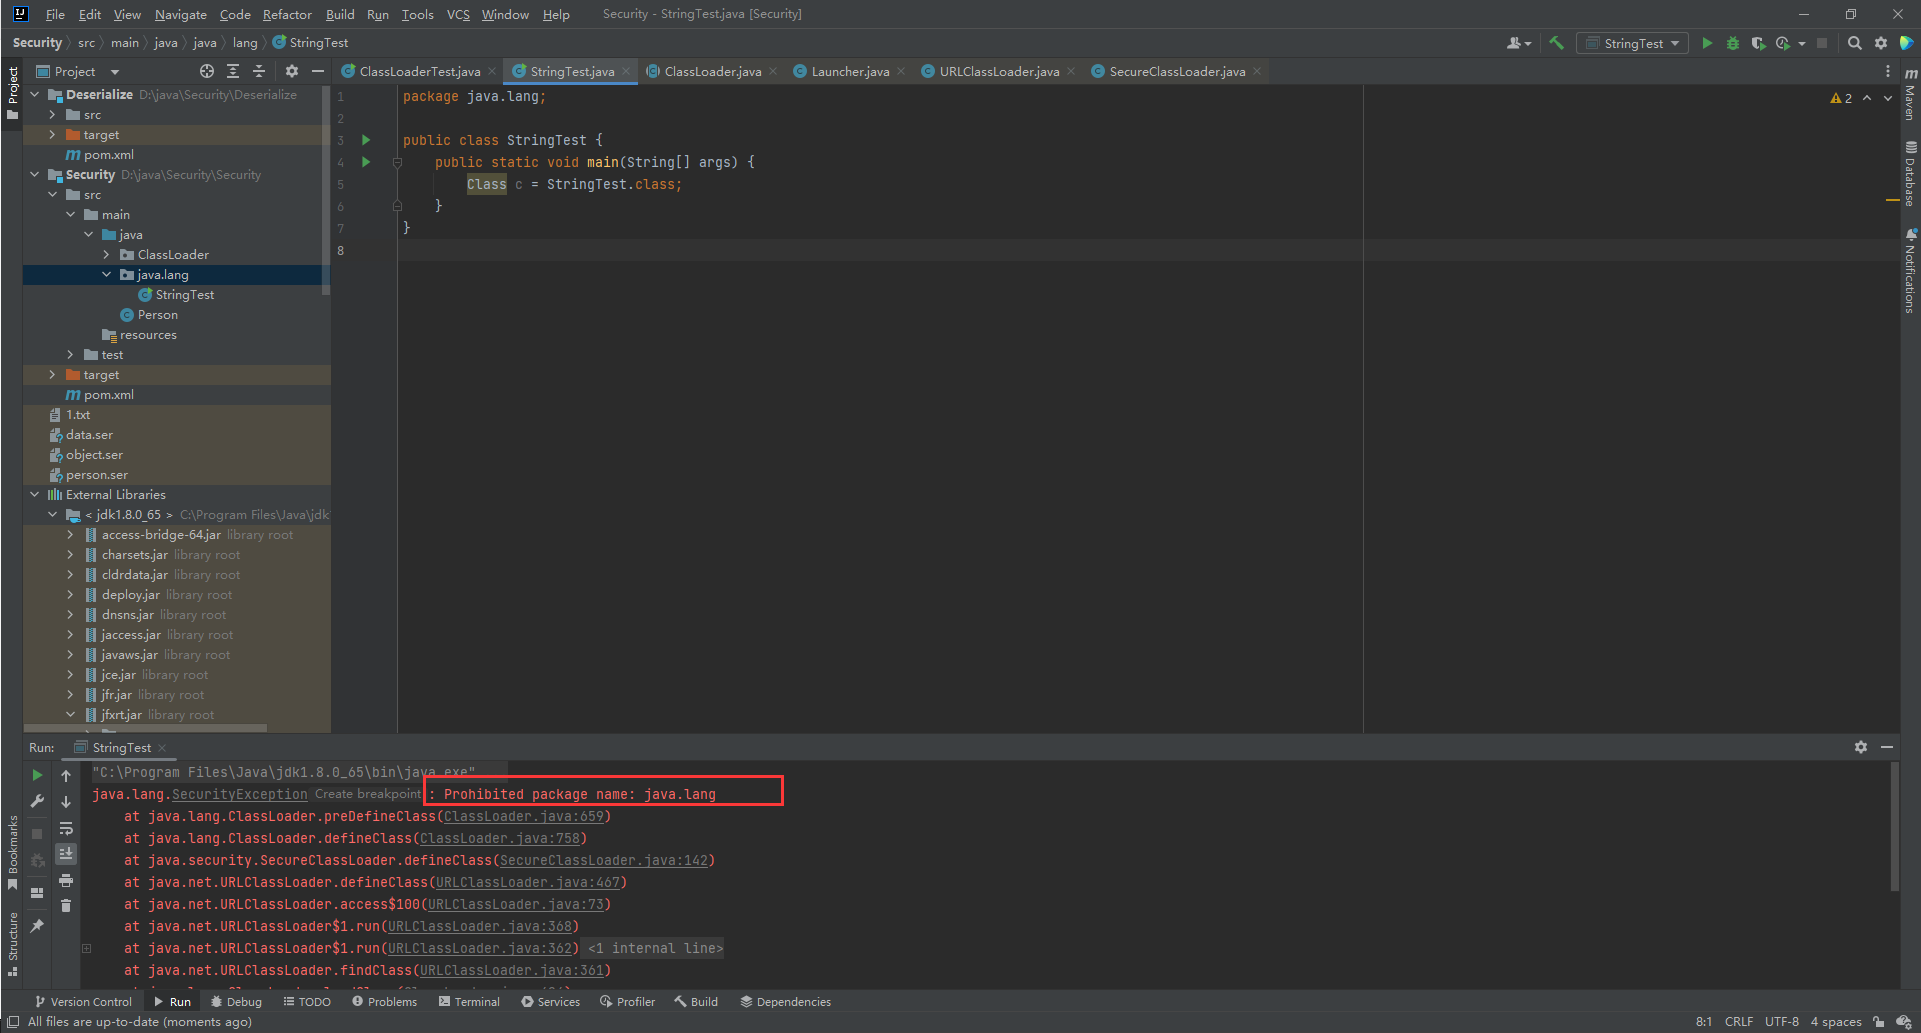 File Edit View Navigate Code Refactor Build Run Tools VCS Window Help Security - StringTest.java [Security]
Security src main java java lang StringTest
StringTest
Project
ClassLoaderTest.java StringTest.java ClassLoader.java Launcher.java URLClassLoader.java SecureClassLoader.java
Project
Bookmarks
Structure
Maven
Database
Notifications
Deserialize D:\java\Security\Deserialize
src
target
pom.xml
Security D:\java\Security\Security
src
main
java
ClassLoader
java.lang
StringTest
Person
resources
test
target
pom.xml
1.txt
data.ser
object.ser
person.ser
External Libraries
< jdk1.8.0_65 > C:\Program Files\Java\jdk
access-bridge-64.jar library root
charsets.jar library root
cldrdata.jar library root
deploy.jar library root
dnsns.jar library root
jaccess.jar library root
javaws.jar library root
jce.jar library root
jfr.jar library root
jfxrt.jar library root
1 package java.lang;
2
3 public class StringTest {
4 public static void main(String[] args) {
5 Class c = StringTest.class;
6 }
7 }
8
2
Run: StringTest
"C:\Program Files\Java\jdk1.8.0_65\bin\java.exe"
java.lang.SecurityException Create breakpoint : Prohibited package name: java.lang
at java.lang.ClassLoader.preDefineClass(ClassLoader.java:659)
at java.lang.ClassLoader.defineClass(ClassLoader.java:758)
at java.security.SecureClassLoader.defineClass(SecureClassLoader.java:142)
at java.net.URLClassLoader.defineClass(URLClassLoader.java:467)
at java.net.URLClassLoader.access$100(URLClassLoader.java:73)
at java.net.URLClassLoader$1.run(URLClassLoader.java:368)
at java.net.URLClassLoader$1.run(URLClassLoader.java:362) <1 internal line>
at java.net.URLClassLoader.findClass(URLClassLoader.java:361)
Version Control Run Debug TODO Problems Terminal Services Profiler Build Dependencies
All files are up-to-date (moments ago)
8:1 CRLF UTF-8 4 spaces